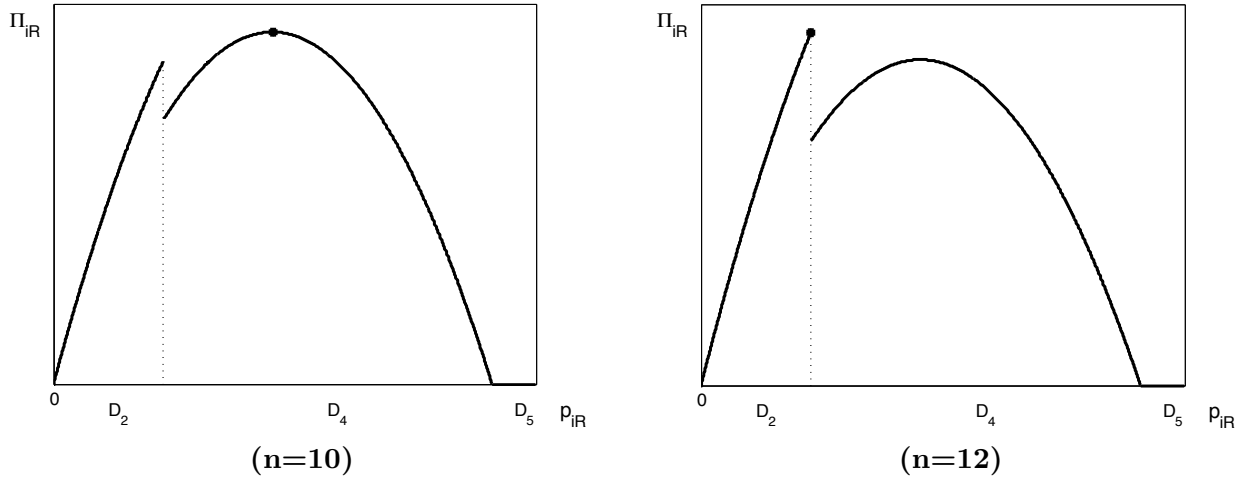 Π_iR
0 D_2 D_4 D_5 p_iR
(n=10)
Π_iR
0 D_2 D_4 D_5 p_iR
(n=12)